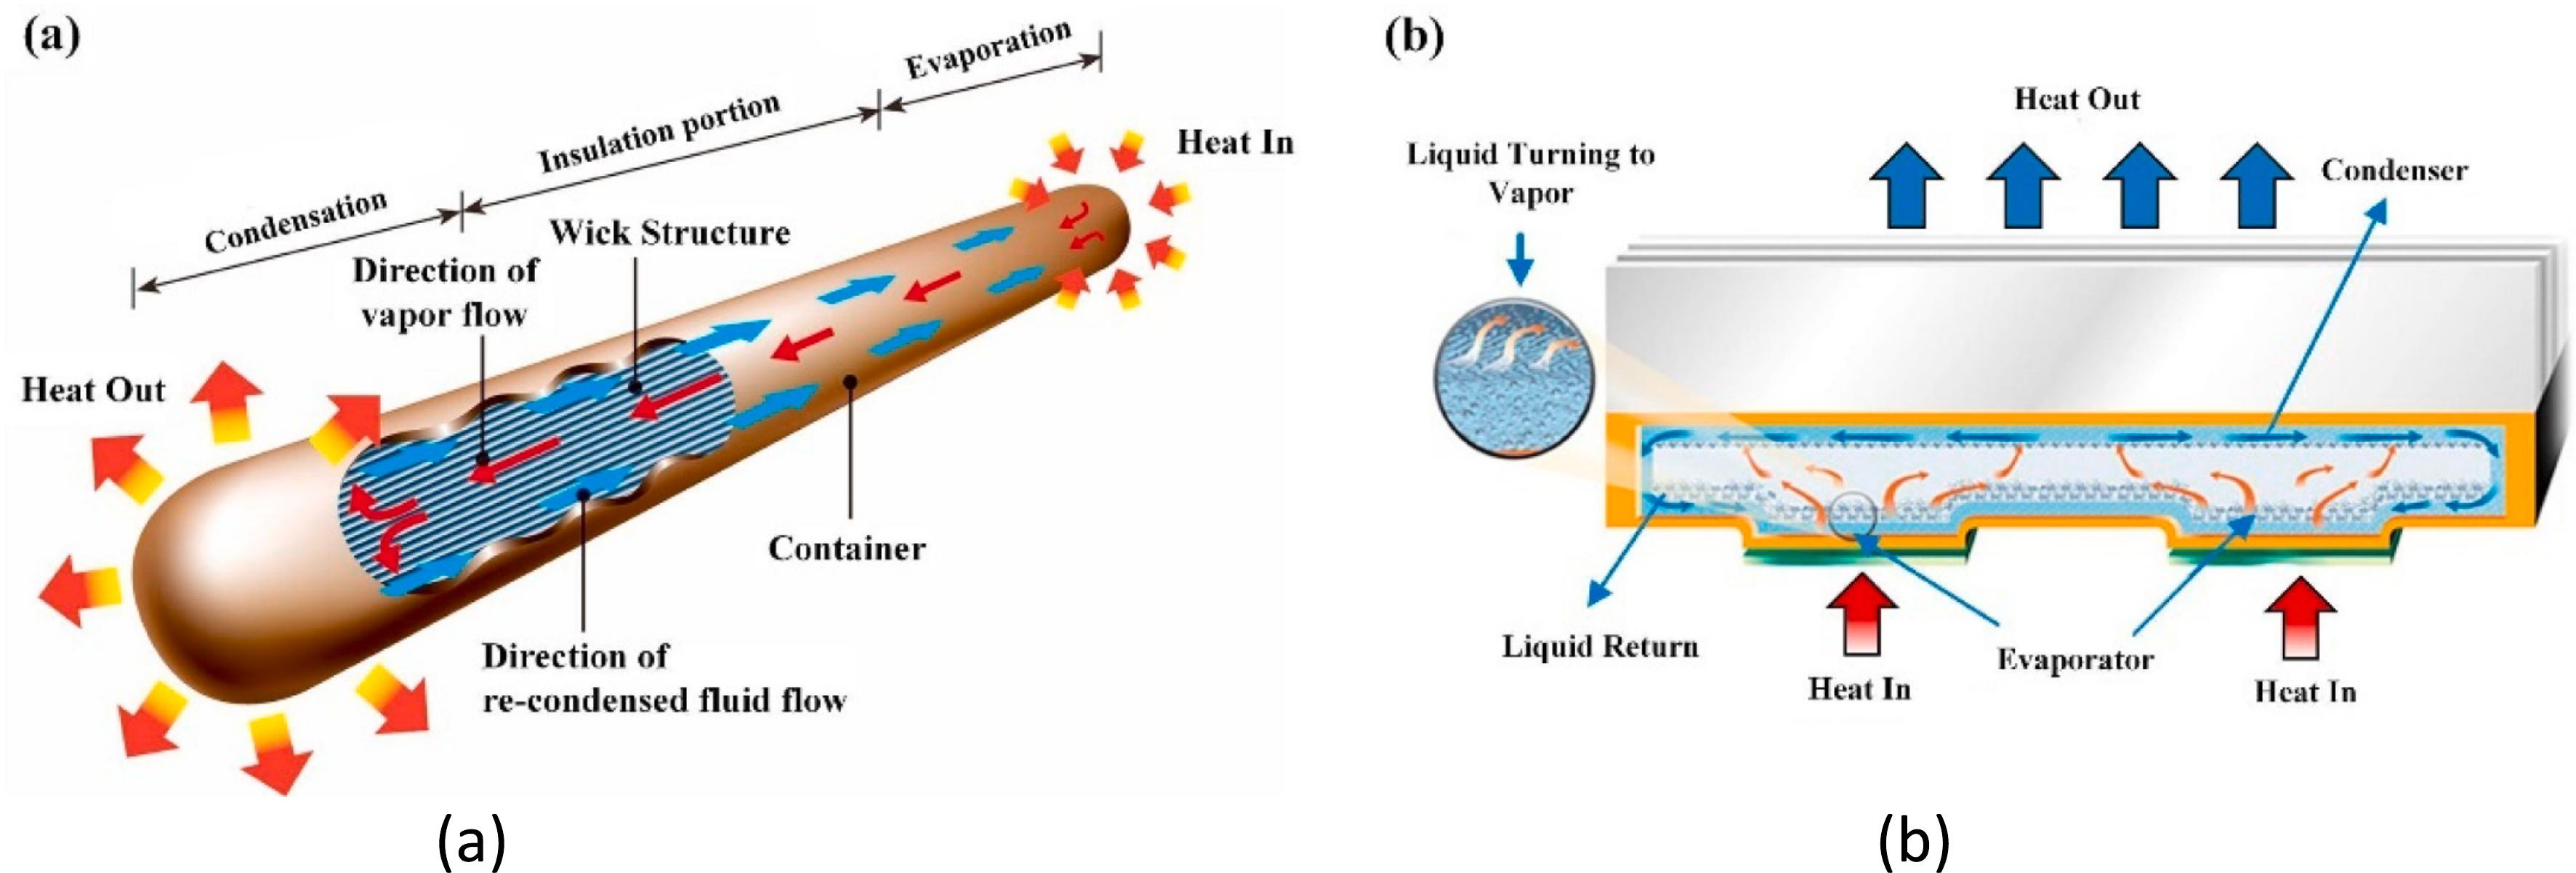 (a)
Evaporation
Insulation portion
Condensation
Heat In
Wick Structure
Direction of
vapor flow
Heat Out
Container
Direction of
re-condensed fluid flow
(a)
(b)
Heat Out
Liquid Turning to
Vapor
Condenser
Liquid Return
Evaporator
Heat In
Heat In
(b)